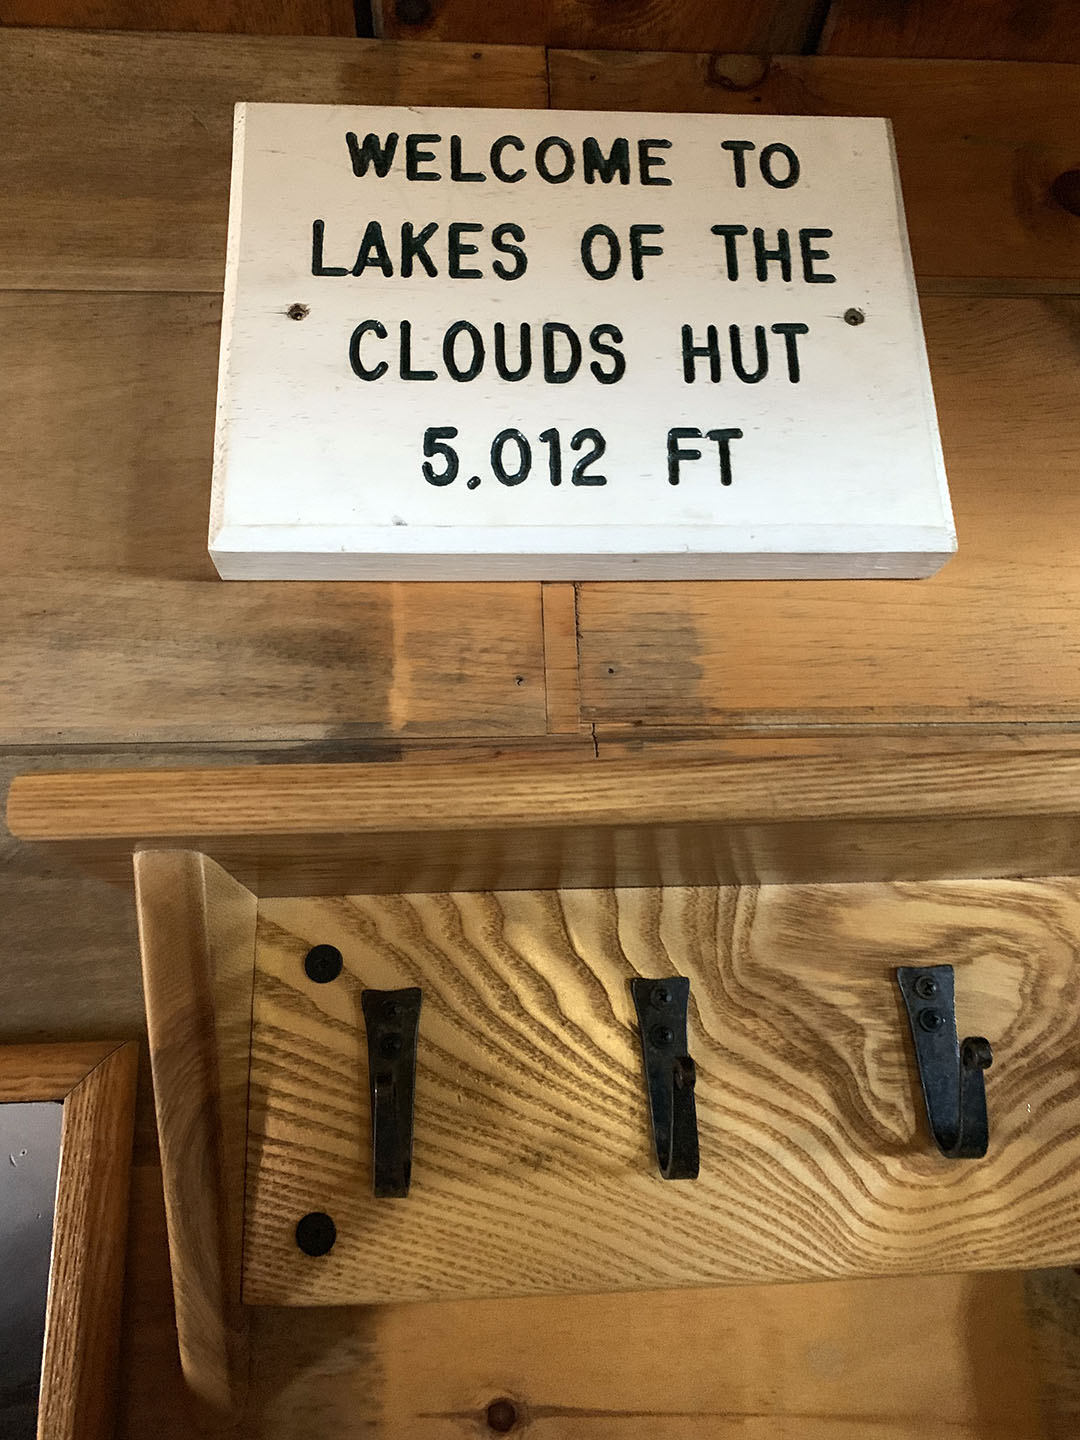 WELCOME TO
LAKES OF THE
CLOUDS HUT
5,012 FT